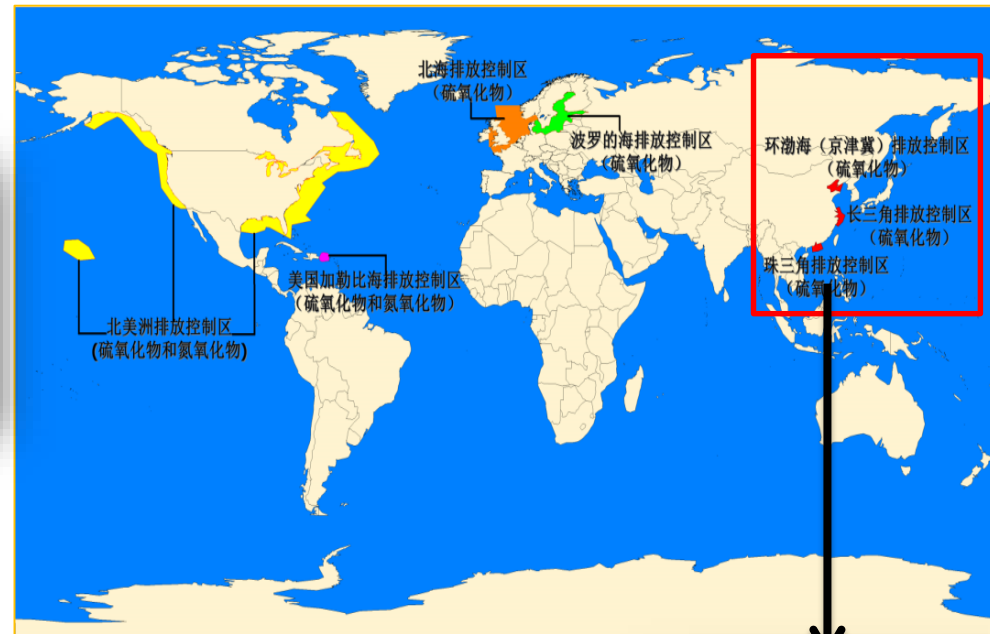 北海排放控制区
（硫氧化物）
波罗的海排放控制区
（硫氧化物）
环渤海（京津冀）排放控制区
（硫氧化物）
长三角排放控制区
（硫氧化物）
珠三角排放控制区
（硫氧化物）
美国加勒比海排放控制区
（硫氧化物和氮氧化物）
北美洲排放控制区
(硫氧化物和氮氧化物)